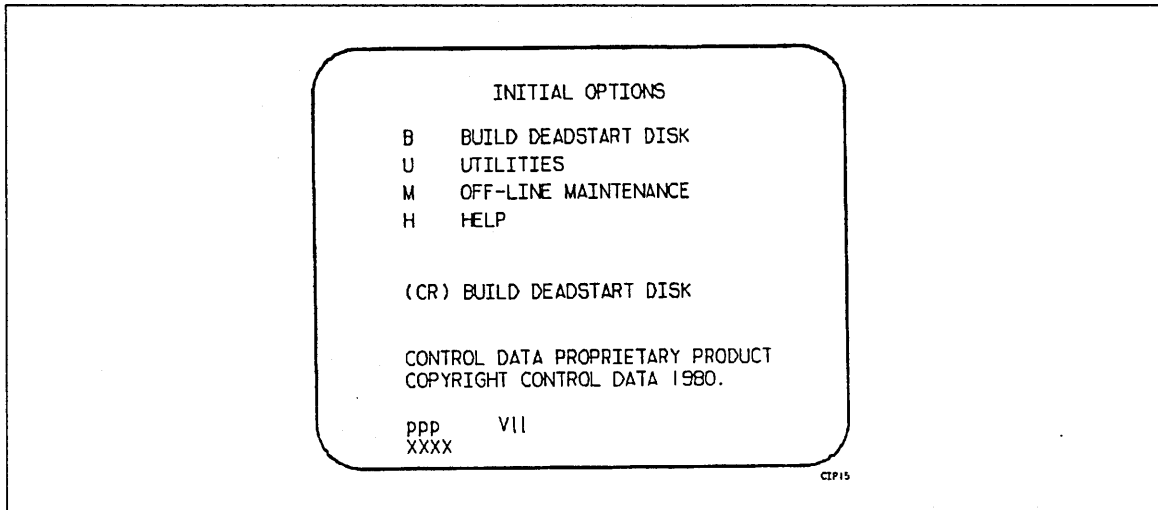 INITIAL OPTIONS
B BUILD DEADSTART DISK
U UTILITIES
M OFF-LINE MAINTENANCE
H HELP
(CR) BUILD DEADSTART DISK
CONTROL DATA PROPRIETARY PRODUCT
COPYRIGHT CONTROL DATA 1980.
ppp Vll
XXXX
CIP15